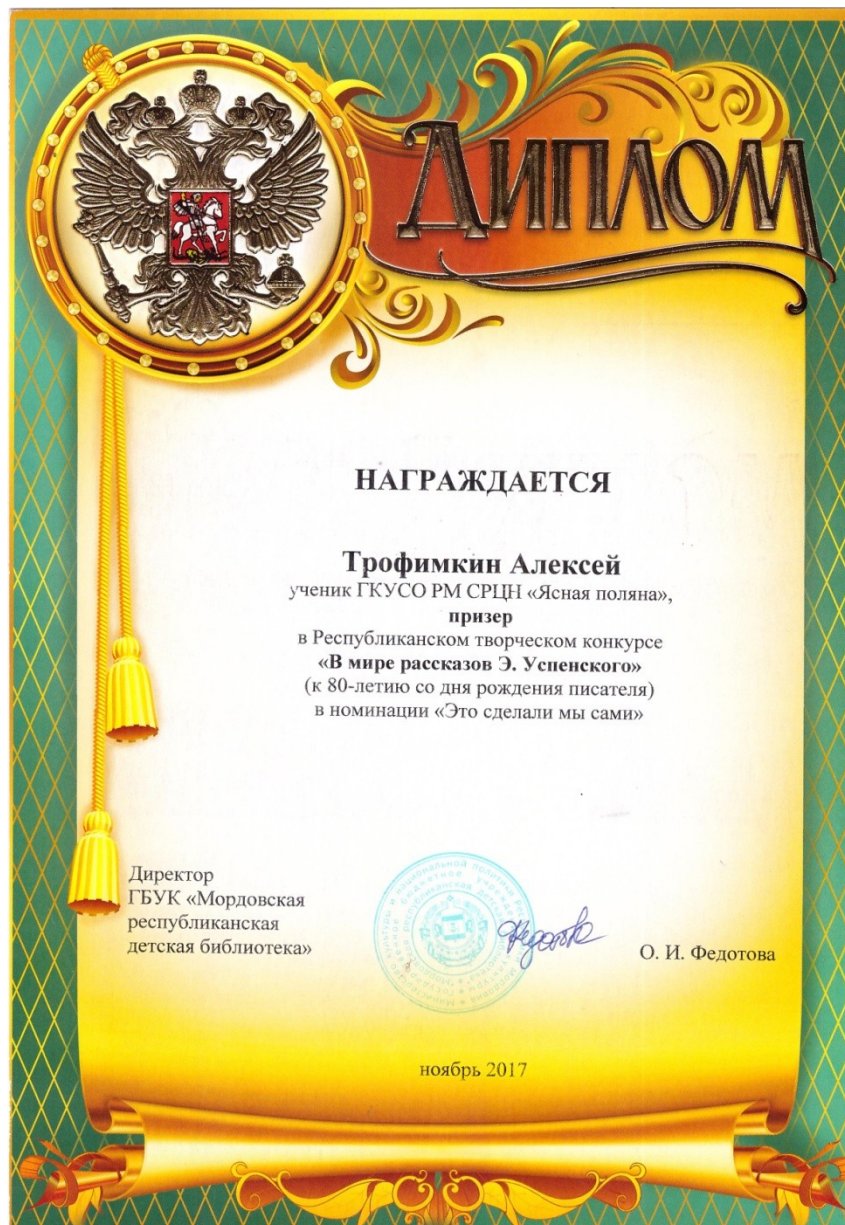 ДИПЛОМ
НАГРАЖДАЕТСЯ
Трофимкин Алексей
ученик ГКУСО РМ СРЦН «Ясная поляна»,
призер
в Республиканском творческом конкурсе
«В мире рассказов Э. Успенского»
(к 80-летию со дня рождения писателя)
в номинации «Это сделали мы сами»
Директор
ГБУК «Мордовская
республиканская
детская библиотека»
О. И. Федотова
ноябрь 2017